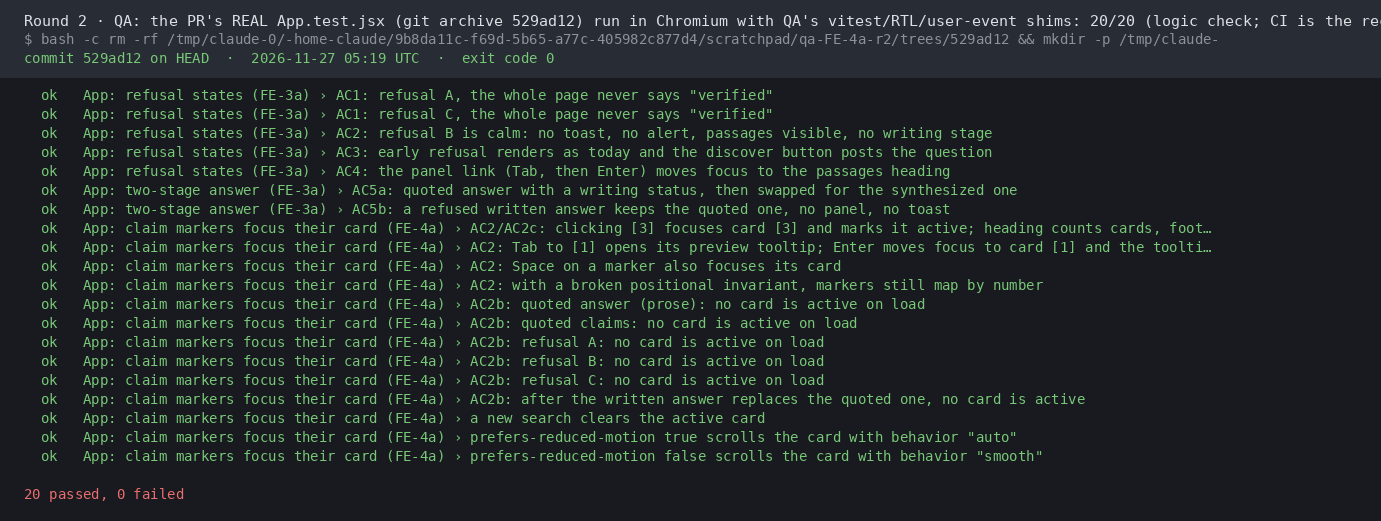 Round 2 · QA: the PR's REAL App.test.jsx (git archive 529ad12) run in Chromium with QA's vitest/RTL/user-event shims: 20/20 (logic check; CI is the re
$ bash -c rm -rf /tmp/claude-0/-home-claude/9b8da11c-f69d-5b65-a77c-405982c877d4/scratchpad/qa-FE-4a-r2/trees/529ad12 && mkdir -p /tmp/claude-
commit 529ad12 on HEAD · 2026-11-27 05:19 UTC · exit code 0
ok App: refusal states (FE-3a) › AC1: refusal A, the whole page never says "verified"
ok App: refusal states (FE-3a) › AC1: refusal C, the whole page never says "verified"
ok App: refusal states (FE-3a) › AC2: refusal B is calm: no toast, no alert, passages visible, no writing stage
ok App: refusal states (FE-3a) › AC3: early refusal renders as today and the discover button posts the question
ok App: refusal states (FE-3a) › AC4: the panel link (Tab, then Enter) moves focus to the passages heading
ok App: two-stage answer (FE-3a) › AC5a: quoted answer with a writing status, then swapped for the synthesized one
ok App: two-stage answer (FE-3a) › AC5b: a refused written answer keeps the quoted one, no panel, no toast
ok App: claim markers focus their card (FE-4a) › AC2/AC2c: clicking [3] focuses card [3] and marks it active; heading counts cards, foot…
ok App: claim markers focus their card (FE-4a) › AC2: Tab to [1] opens its preview tooltip; Enter moves focus to card [1] and the toolti…
ok App: claim markers focus their card (FE-4a) › AC2: Space on a marker also focuses its card
ok App: claim markers focus their card (FE-4a) › AC2: with a broken positional invariant, markers still map by number
ok App: claim markers focus their card (FE-4a) › AC2b: quoted answer (prose): no card is active on load
ok App: claim markers focus their card (FE-4a) › AC2b: quoted claims: no card is active on load
ok App: claim markers focus their card (FE-4a) › AC2b: refusal A: no card is active on load
ok App: claim markers focus their card (FE-4a) › AC2b: refusal B: no card is active on load
ok App: claim markers focus their card (FE-4a) › AC2b: refusal C: no card is active on load
ok App: claim markers focus their card (FE-4a) › AC2b: after the written answer replaces the quoted one, no card is active
ok App: claim markers focus their card (FE-4a) › a new search clears the active card
ok App: claim markers focus their card (FE-4a) › prefers-reduced-motion true scrolls the card with behavior "auto"
ok App: claim markers focus their card (FE-4a) › prefers-reduced-motion false scrolls the card with behavior "smooth"
20 passed, 0 failed